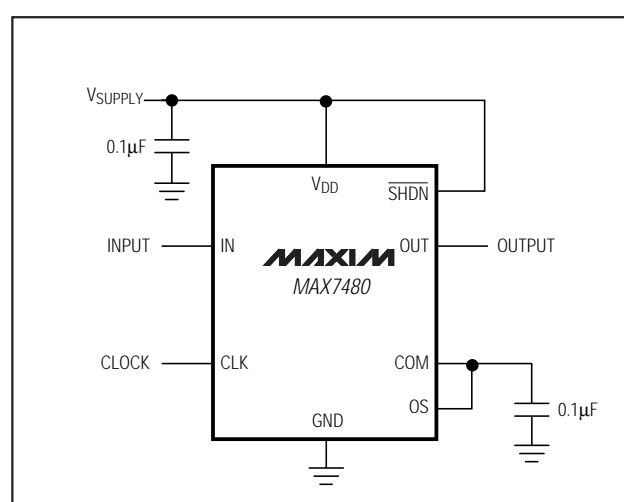 VSUPPLY
0.1µF
VDD
SHDN
INPUT
IN
MAXIM
MAX7480
OUT
OUTPUT
CLOCK
CLK
COM
OS
0.1µF
GND